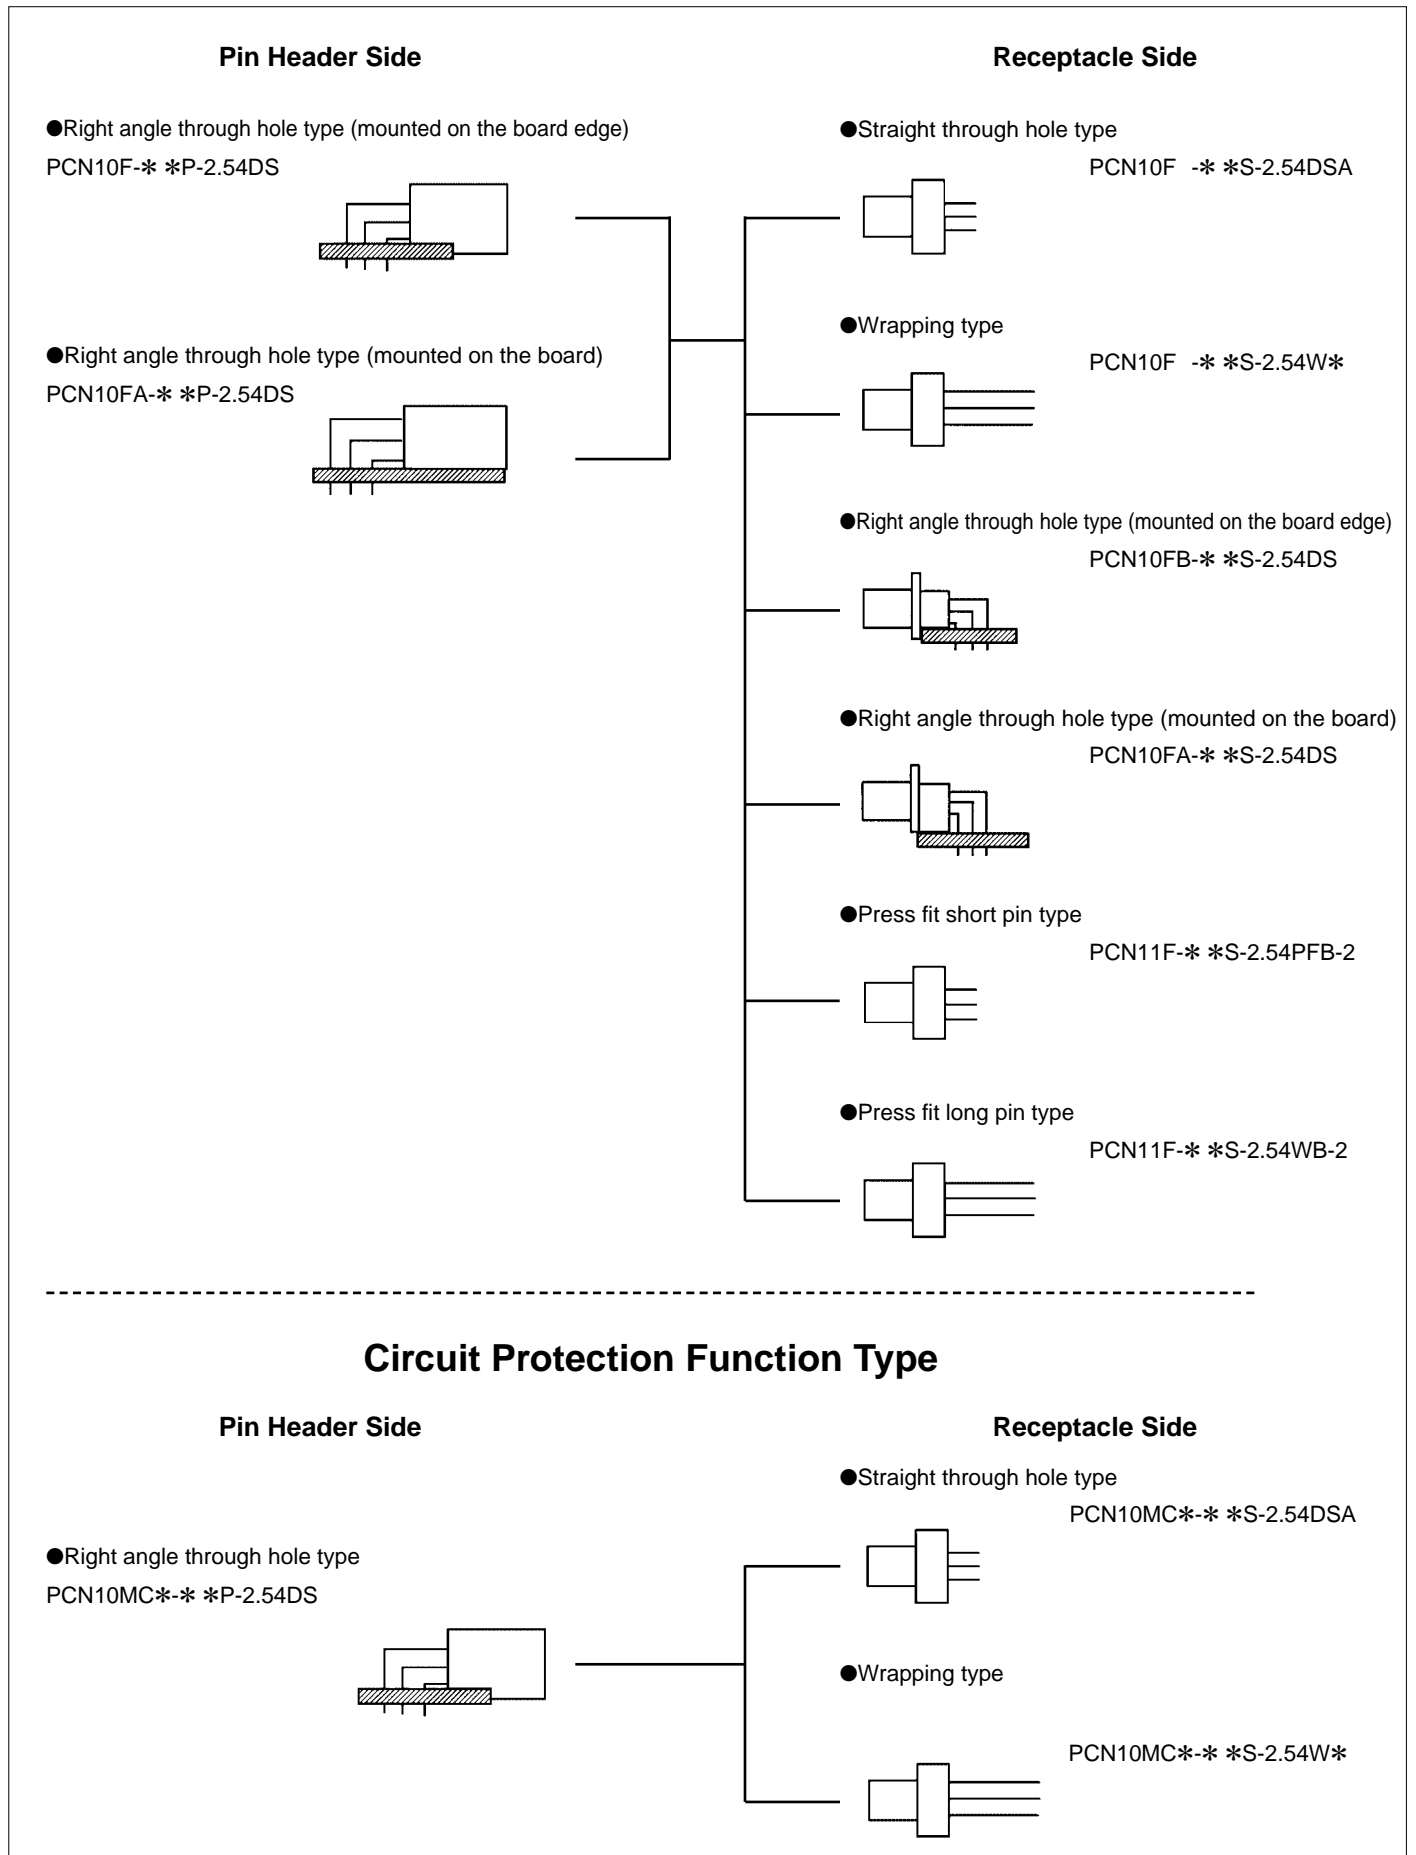 Pin Header Side
Receptacle Side
●Right angle through hole type (mounted on the board edge)
PCN10F-＊ ＊P-2.54DS
●Right angle through hole type (mounted on the board)
PCN10FA-＊ ＊P-2.54DS
●Straight through hole type
PCN10F -＊ ＊S-2.54DSA
●Wrapping type
PCN10F -＊ ＊S-2.54W＊
●Right angle through hole type (mounted on the board edge)
PCN10FB-＊ ＊S-2.54DS
●Right angle through hole type (mounted on the board)
PCN10FA-＊ ＊S-2.54DS
●Press fit short pin type
PCN11F-＊ ＊S-2.54PFB-2
●Press fit long pin type
PCN11F-＊ ＊S-2.54WB-2
Circuit Protection Function Type
Pin Header Side
Receptacle Side
●Right angle through hole type
PCN10MC＊-＊ ＊P-2.54DS
●Straight through hole type
PCN10MC＊-＊ ＊S-2.54DSA
●Wrapping type
PCN10MC＊-＊ ＊S-2.54W＊